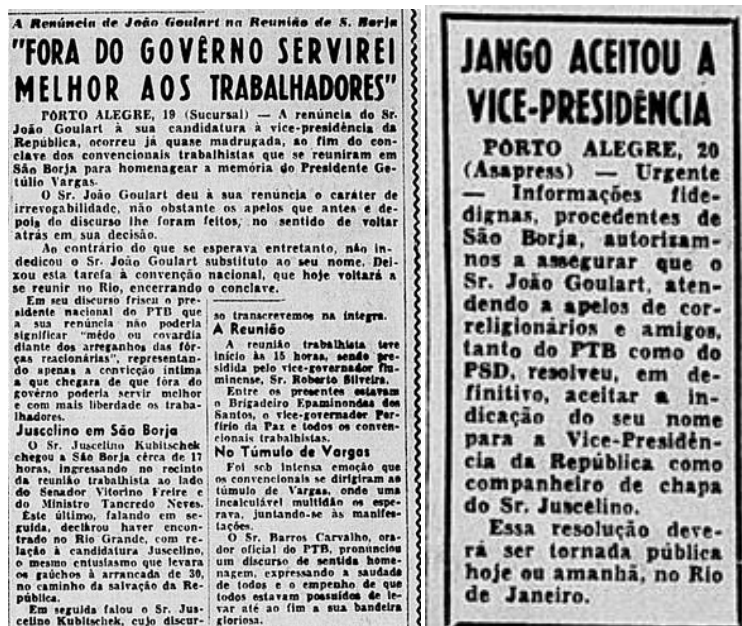 A Renúncia de João Goulart na Reunião de S. Borja
"FORA DO GOVÊRNO SERVIREI
MELHOR AOS TRABALHADORES"
PÔRTO ALEGRE, 19 (Sucursal) — A renúncia do Sr.
João Goulart à sua candidatura à vice-presidência da
República, ocorreu já quase madrugada, ao fim do con-
clave dos convencionais trabalhistas que se reuniram em
São Borja para homenagear a memória do Presidente Ge-
túlio Vargas.
O Sr. João Goulart deu à sua renúncia o caráter de
irrevogabilidade, não obstante os apelos que antes e de-
pois do discurso lhe foram feitos, no sentido de voltar
atrás em sua decisão.
Ao contrário do que se esperava entretanto, não in-
dedicou o Sr. João Goulart substituto ao seu nome. Dei-
xou esta tarefa à convenção nacional, que hoje voltará a
se reunir no Rio, encerrando o conclave.
Em seu discurso frisou o pre-
sidente nacional do PTB que
a sua renúncia não poderia
significar "mêdo ou covardia
diante dos arreganhos das fôr-
ças reacionárias", representan-
do apenas a convicção íntima
a que chegara de que fóra do
govêrno poderia servir melhor
e com mais liberdade os traba-
lhadores.
Juscelino em São Borja
O Sr. Juscelino Kubitschek
chegou a São Borja cêrca de 17
horas, ingressando no recinto
da reunião trabalhista ao lado
do Senador Vitorino Freire e
do Ministro Tancredo Neves.
Êste último, falando em se-
guida, declarou haver encon-
trado no Rio Grande, com re-
lação à candidatura Juscelino,
o mesmo entusiasmo que levara
os gaúchos à arrancada de 30,
no caminho da salvação da Re-
pública.
Em seguida falou o Sr. Jus-
celino Kubitschek, cujo discur-
so transcrevemos na íntegra.
A Reunião
A reunião trabalhista teve
início às 15 horas, sendo pre-
sidida pelo vice-governador flu-
minense, Sr. Roberto Silveira.
Entre os presentes estavam
o Brigadeiro Epaminondas dos
Santos, o vice-governador Por-
fírio da Paz e todos os conven-
cionais trabalhistas.
No Túmulo de Vargas
Foi sob intensa emoção que
os convencionais se dirigiram ao
túmulo de Vargas, onde uma
incalculável multidão os espe-
rava, juntando-se às manifes-
tações.
O Sr. Barros Carvalho, ora-
dor oficial do PTB, pronunciou
um discurso de sentida home-
nagem, expressando a saudade
de todos e o empenho de que
todos estavam possuídos de le-
var até ao fim a sua bandeira
gloriosa.
JANGO ACEITOU A
VICE-PRESIDÊNCIA
PÔRTO ALEGRE, 20
(Asapress) — Urgente
— Informações fide-
dignas, procedentes de
São Borja, autorizam-
nos a assegurar que o
Sr. João Goulart, aten-
dendo a apelos de cor-
religionários e amigos,
tanto do PTB como do
PSD, resolveu, em de-
finitivo, aceitar a in-
dicação do seu nome
para a Vice-Presidên-
cia da República como
companheiro de chapa
do Sr. Juscelino.
Essa resolução deve-
rá ser tornada pública
hoje ou amanhã, no Rio
de Janeiro.